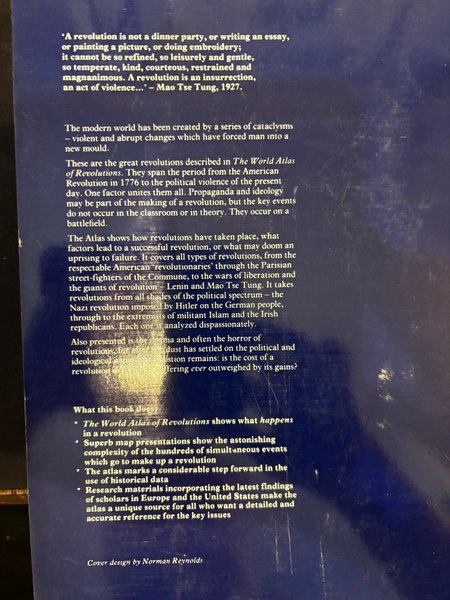 ‘A revolution is not a dinner party, or writing an essay,
or painting a picture, or doing embroidery;
it cannot be so refined, so leisurely and gentle,
so temperate, kind, courteous, restrained and
magnanimous. A revolution is an insurrection,
an act of violence...’ – Mao Tse Tung, 1927.
The modern world has been created by a series of cataclysms
– violent and abrupt changes which have forced man into a
new mould.
These are the great revolutions described in The World Atlas
of Revolutions. They span the period from the American
Revolution in 1776 to the political violence of the present
day. One factor unites them all. Propaganda and ideology
may be part of the making of a revolution, but the key events
do not occur in the classroom or in theory. They occur on a
battlefield.
The Atlas shows how revolutions have taken place, what
factors lead to a successful revolution, or what may doom an
uprising to failure. It covers all types of revolutions, from the
respectable American ‘revolutionaries’ through the Parisian
street-fighters of the Commune, to the wars of liberation and
the giants of revolution – Lenin and Mao Tse Tung. It takes
revolutions from all shades of the political spectrum – the
Nazi revolution imposed by Hitler on the German people,
through to the extremists of militant Islam and the Irish
republicans. Each one is analyzed dispassionately.
Also presented is the drama and often the horror of
revolutions, for after the dust has settled on the political and
ideological question remains: is the cost of a
revolution suffering ever outweighed by its gains?
What this book does
• The World Atlas of Revolutions shows what happens
in a revolution
• Superb map presentations show the astonishing
complexity of the hundreds of simultaneous events
which go to make up a revolution
• The atlas marks a considerable step forward in the
use of historical data
• Research materials incorporating the latest findings
of scholars in Europe and the United States make the
atlas a unique source for all who want a detailed and
accurate reference for the key issues
Cover design by Norman Reynolds